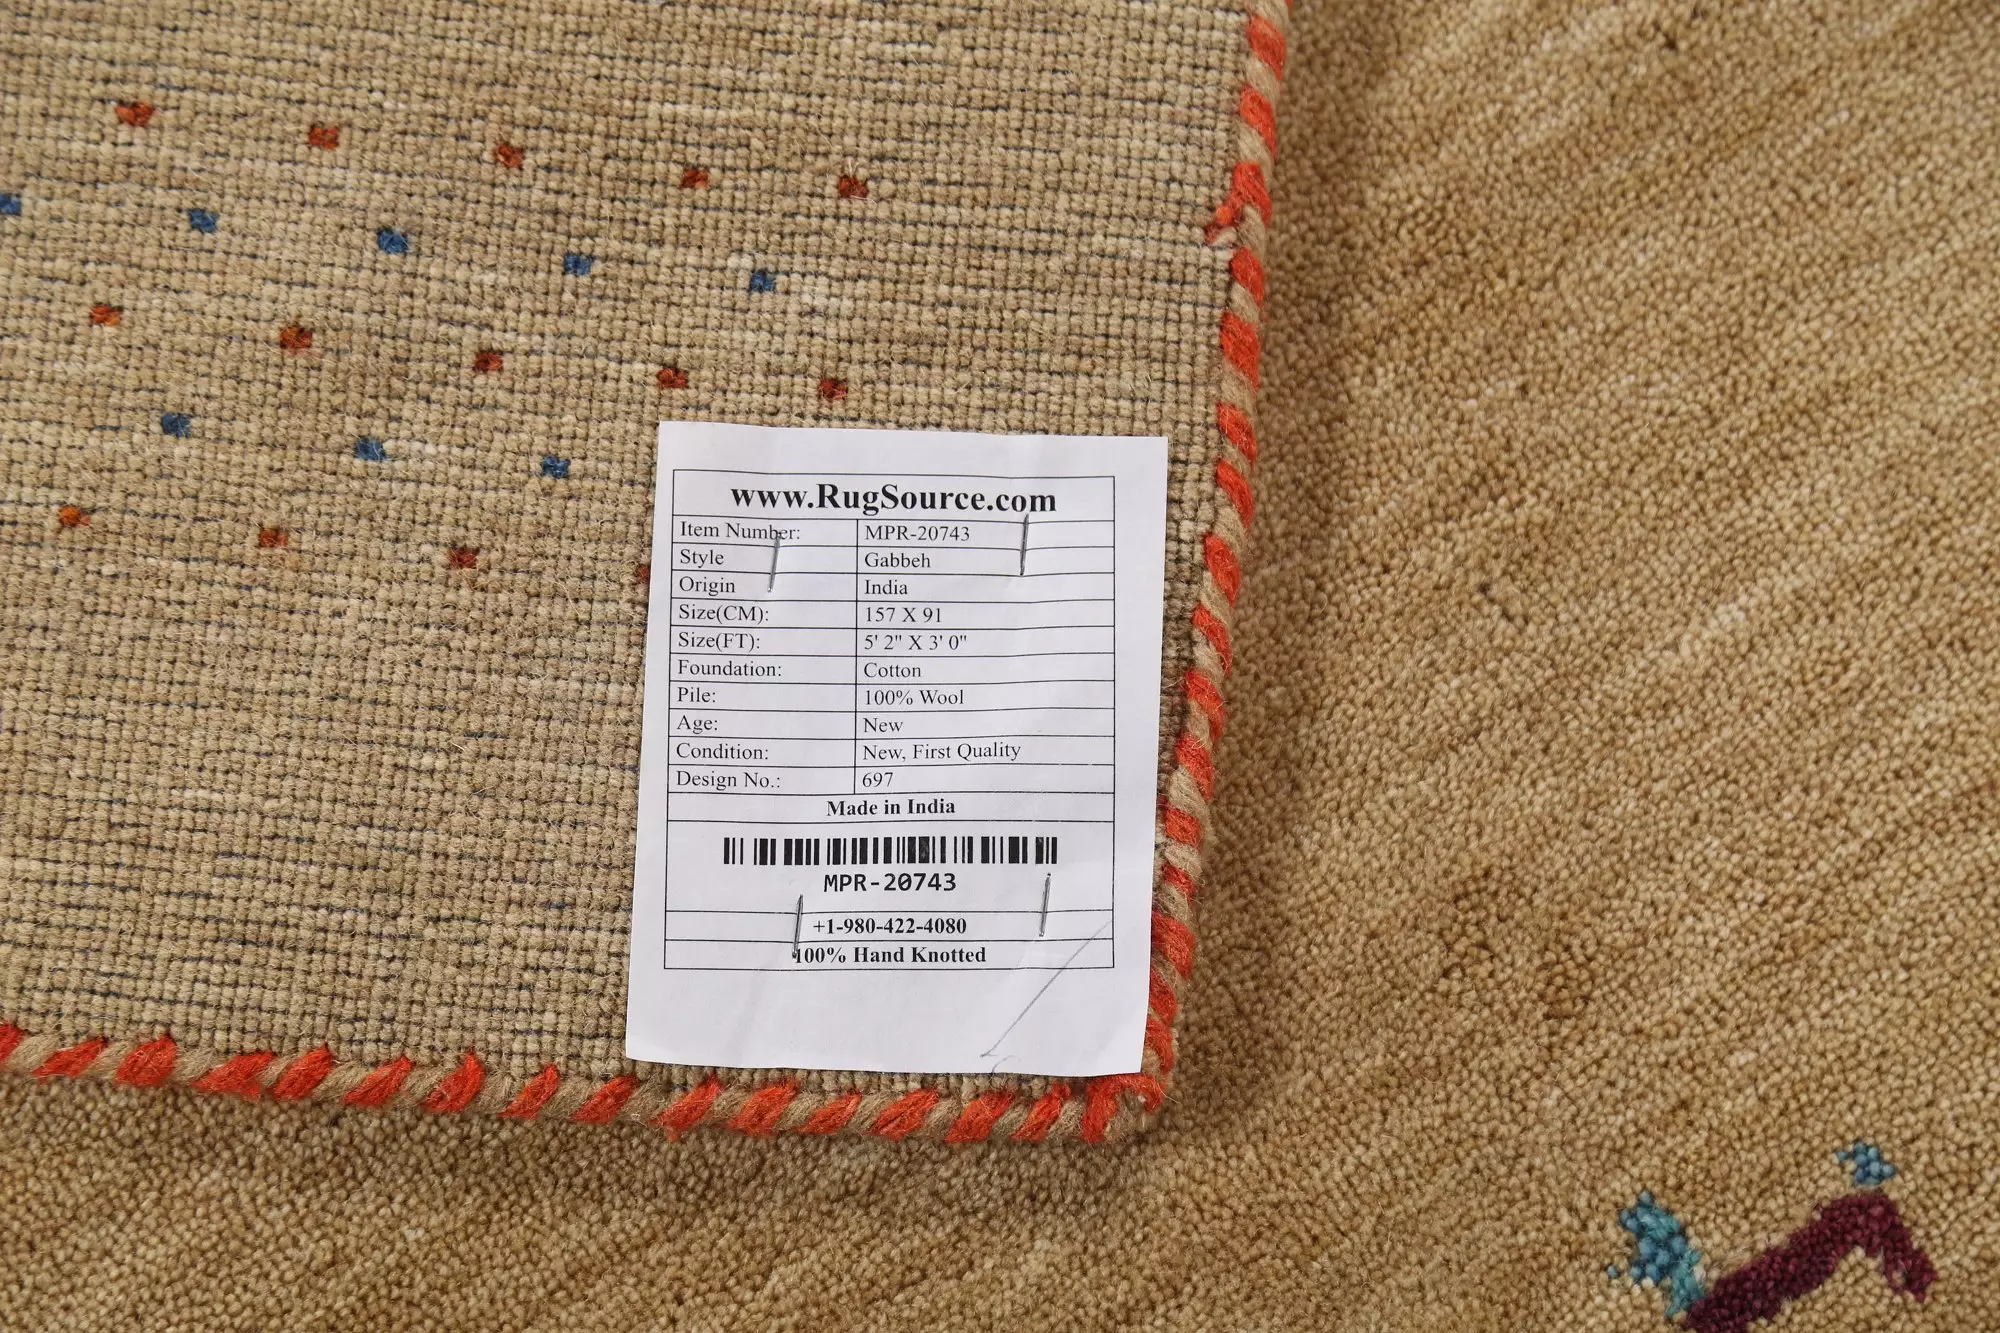 www.RugSource.com
Item Number: MPR-20743
Style Gabbeh
Origin India
Size(CM): 157 X 91
Size(FT): 5' 2" X 3' 0"
Foundation: Cotton
Pile: 100% Wool
Age: New
Condition: New, First Quality
Design No.: 697
Made in India
MPR-20743
+1-980-422-4080
100% Hand Knotted